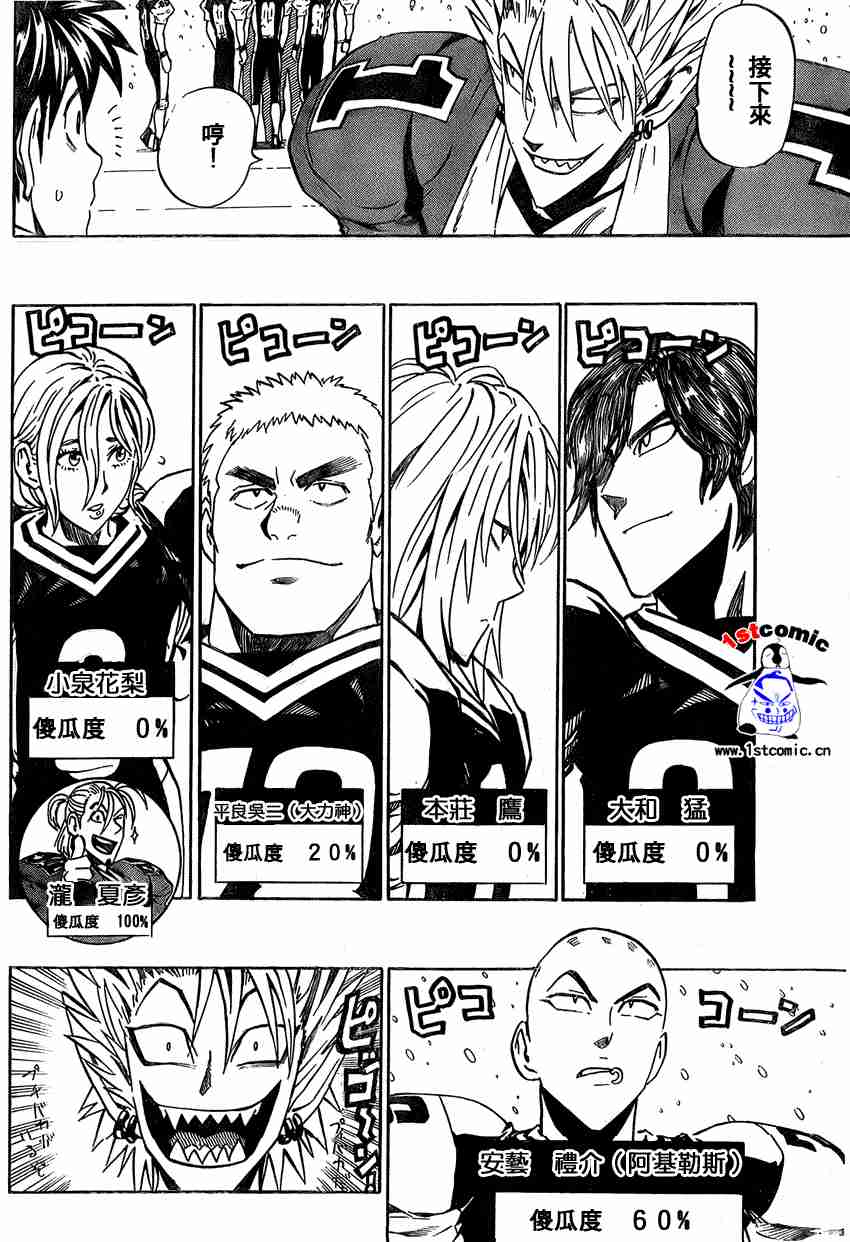 接下來~~~~
哼！
ピコーン
大和 猛
傻瓜度 0%
ピコーン
本莊 鷹
傻瓜度 0%
ピコーン
平良吳二（大力神）
傻瓜度 20%
ピコーン
小泉花梨
傻瓜度 0%
瀧 夏彥
傻瓜度 100%
1stcomic
www.1stcomic.cn
ピココーン
安藝 禮介（阿基勒斯）
傻瓜度 60%
ピンコ～ン